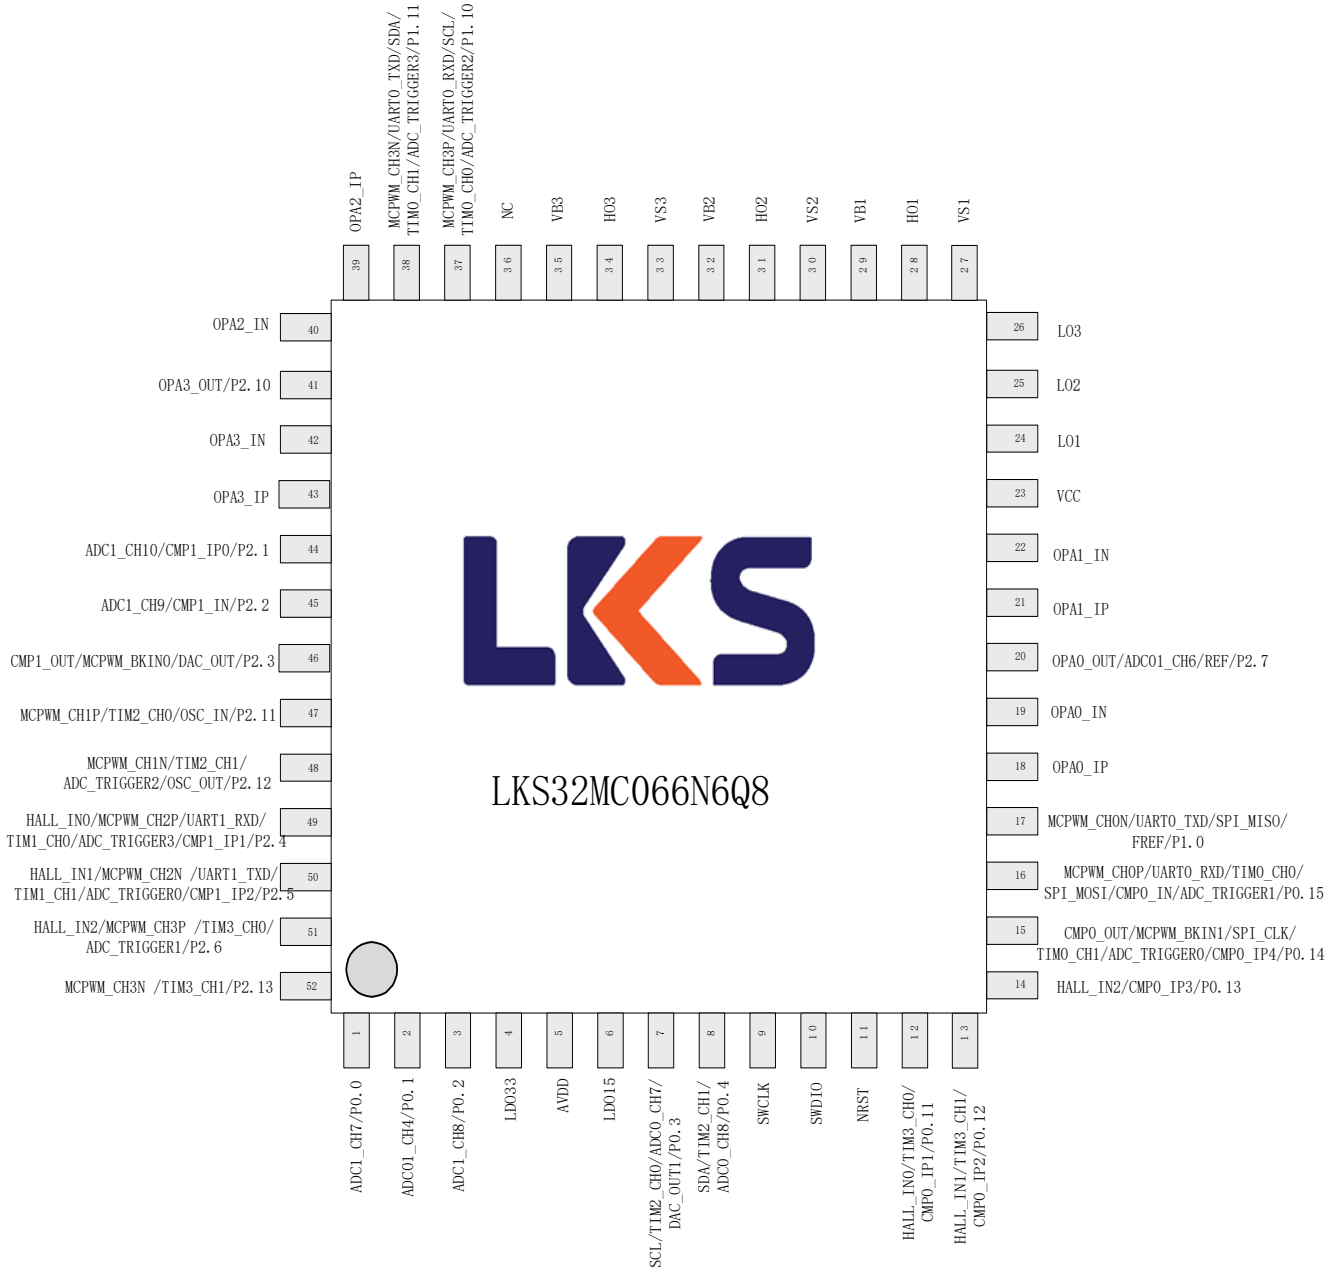 OPA2_IP
MCPWM_CH3N/UART0_TXD/SDA/
TIM0_CH1/ADC_TRIGGER3/P1.11
MCPWM_CH3P/UART0_RXD/SCL/
TIM0_CH0/ADC_TRIGGER2/P1.10
NC
VB3
HO3
VS3
VB2
HO2
VS2
VB1
HO1
VS1
39
38
37
36
35
34
33
32
31
30
29
28
27
OPA2_IN
40
OPA3_OUT/P2.10
41
OPA3_IN
42
OPA3_IP
43
ADC1_CH10/CMP1_IP0/P2.1
44
ADC1_CH9/CMP1_IN/P2.2
45
CMP1_OUT/MCPWM_BKIN0/DAC_OUT/P2.3
46
MCPWM_CH1P/TIM2_CH0/OSC_IN/P2.11
47
MCPWM_CH1N/TIM2_CH1/
ADC_TRIGGER2/OSC_OUT/P2.12
48
HALL_IN0/MCPWM_CH2P/UART1_RXD/
TIM1_CH0/ADC_TRIGGER3/CMP1_IP1/P2.4
49
HALL_IN1/MCPWM_CH2N /UART1_TXD/
TIM1_CH1/ADC_TRIGGER0/CMP1_IP2/P2.5
50
HALL_IN2/MCPWM_CH3P /TIM3_CH0/
ADC_TRIGGER1/P2.6
51
MCPWM_CH3N /TIM3_CH1/P2.13
52
LKS
LKS32MC066N6Q8
26
LO3
25
LO2
24
LO1
23
VCC
22
OPA1_IN
21
OPA1_IP
20
OPA0_OUT/ADC01_CH6/REF/P2.7
19
OPA0_IN
18
OPA0_IP
17
MCPWM_CH0N/UART0_TXD/SPI_MISO/
FREF/P1.0
16
MCPWM_CH0P/UART0_RXD/TIM0_CH0/
SPI_MOSI/CMP0_IN/ADC_TRIGGER1/P0.15
15
CMP0_OUT/MCPWM_BKIN1/SPI_CLK/
TIM0_CH1/ADC_TRIGGER0/CMP0_IP4/P0.14
14
HALL_IN2/CMP0_IP3/P0.13
1
2
3
4
5
6
7
8
9
10
11
12
13
ADC1_CH7/P0.0
ADC01_CH4/P0.1
ADC1_CH8/P0.2
LDO33
AVDD
LDO15
SCL/TIM2_CH0/ADC0_CH7/
DAC_OUT1/P0.3
SDA/TIM2_CH1/
ADC0_CH8/P0.4
SWCLK
SWDIO
NRST
HALL_IN0/TIM3_CH0/
CMP0_IP1/P0.11
HALL_IN1/TIM3_CH1/
CMP0_IP2/P0.12